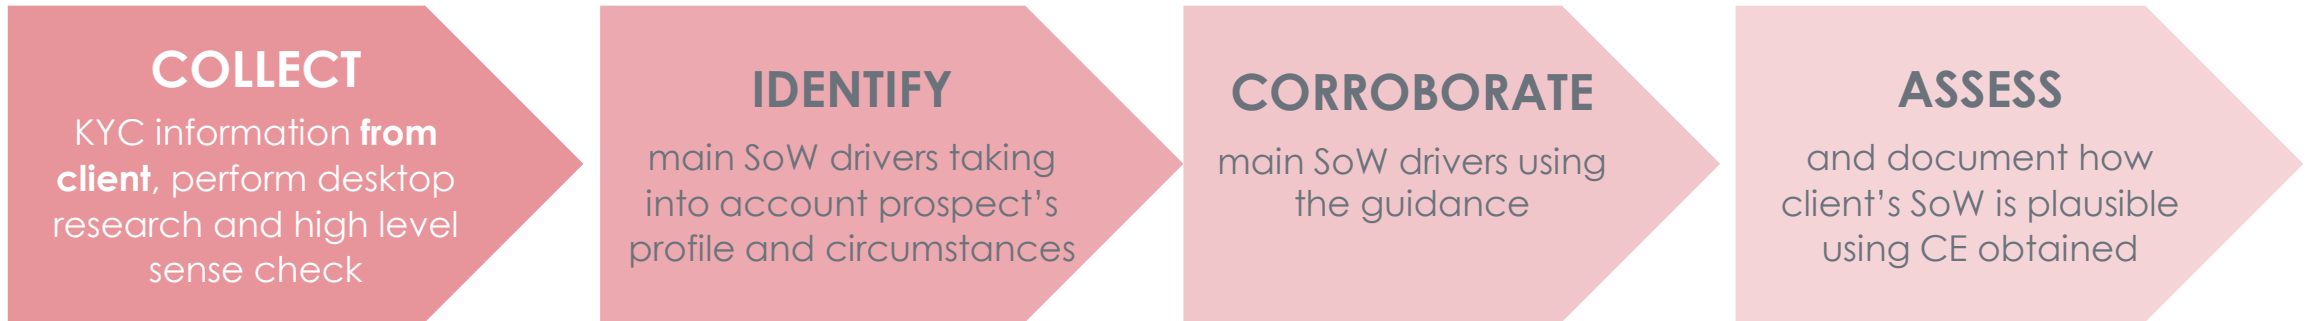 COLLECT
KYC information from
client, perform desktop
research and high level
sense check
IDENTIFY
main SoW drivers taking
into account prospect’s
profile and circumstances
CORROBORATE
main SoW drivers using
the guidance
ASSESS
and document how
client’s SoW is plausible
using CE obtained